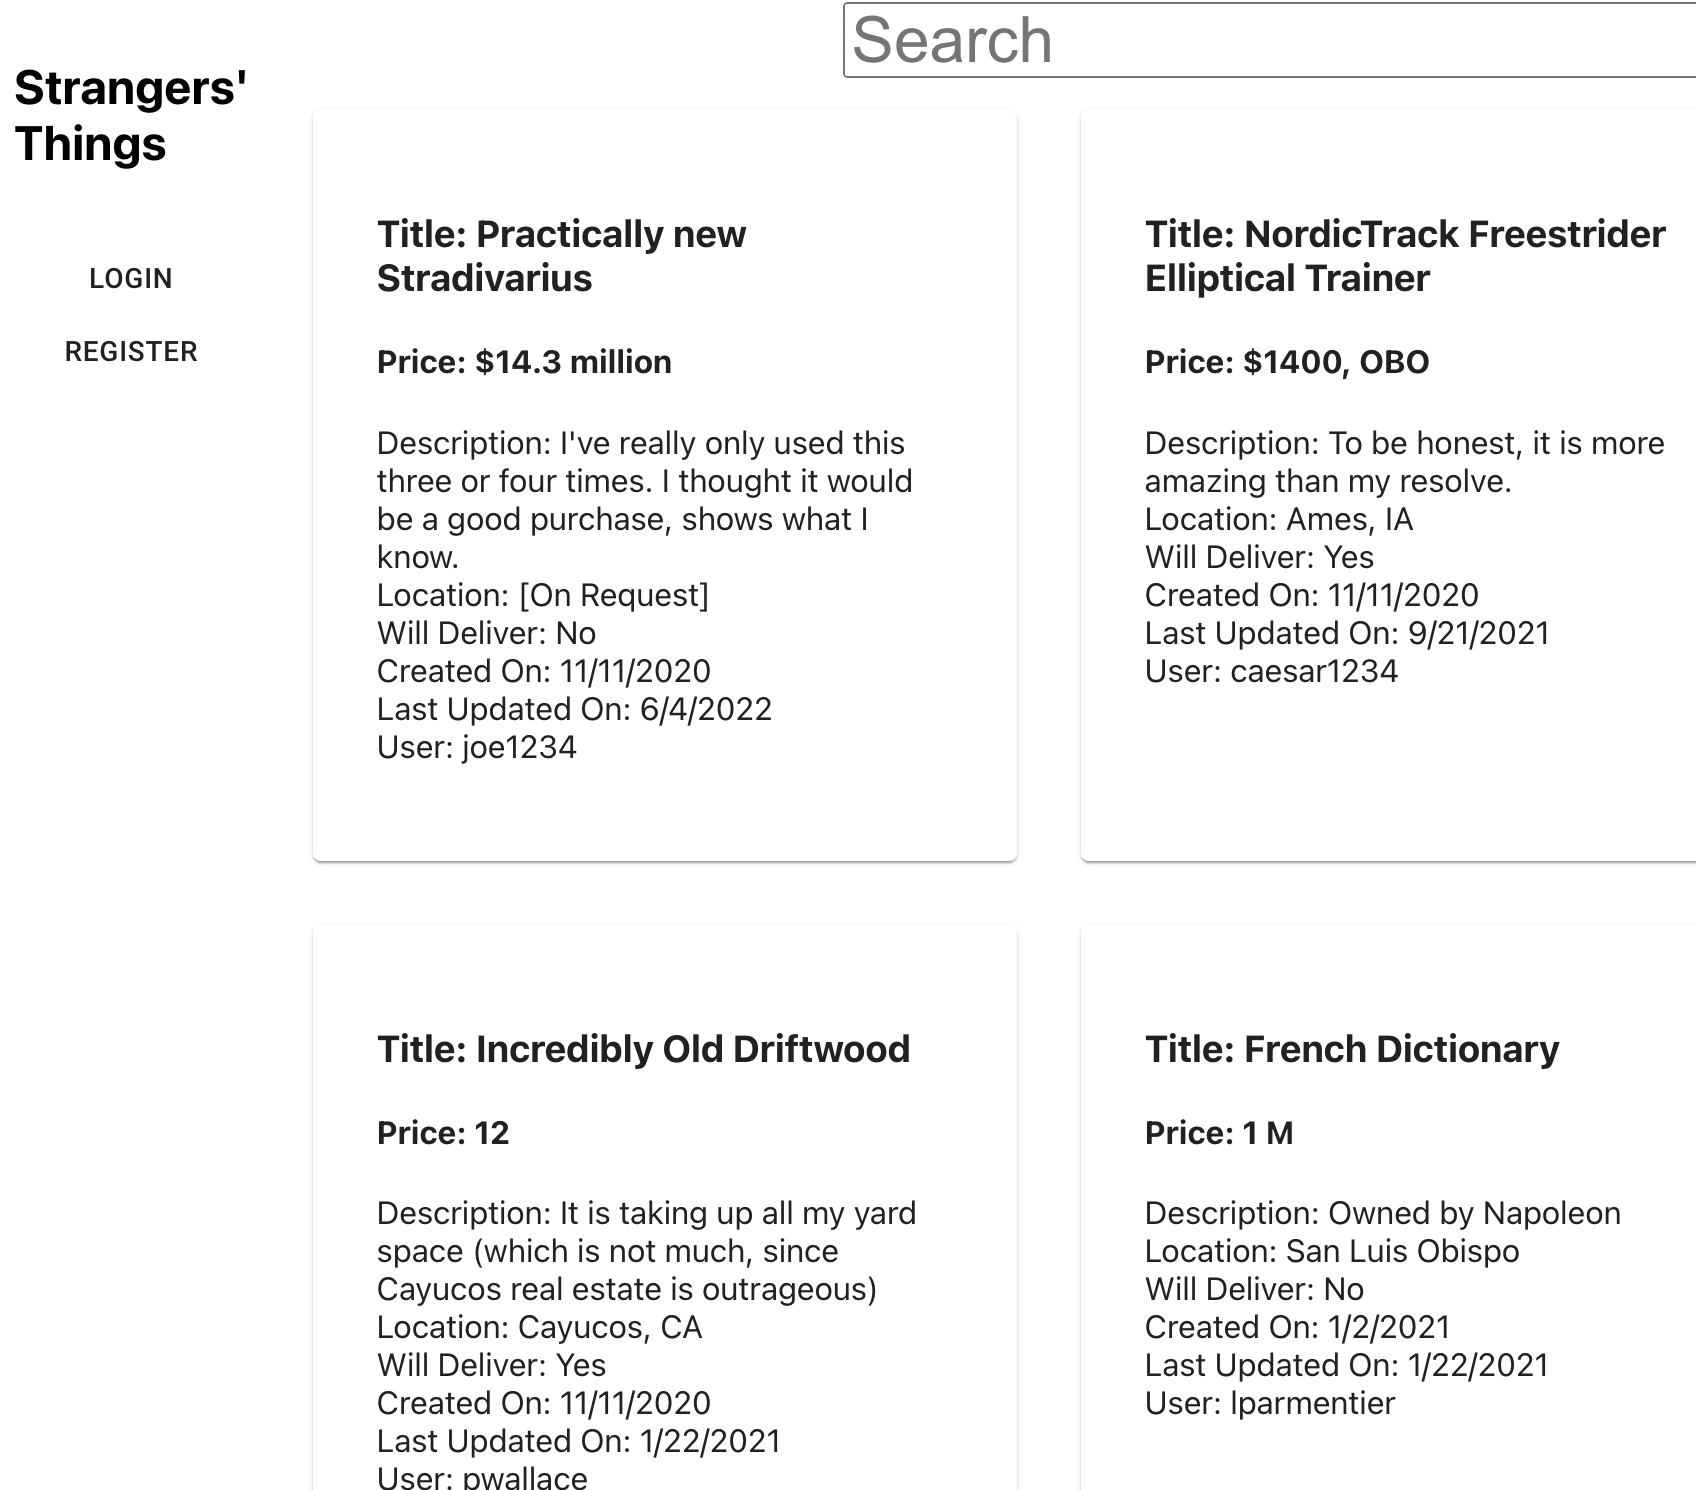 Search
Strangers'
Things
LOGIN
REGISTER
Title: Practically new
Stradivarius
Price: $14.3 million
Description: I've really only used this
three or four times. I thought it would
be a good purchase, shows what I
know.
Location: [On Request]
Will Deliver: No
Created On: 11/11/2020
Last Updated On: 6/4/2022
User: joe1234
Title: NordicTrack Freestrider
Elliptical Trainer
Price: $1400, OBO
Description: To be honest, it is more
amazing than my resolve.
Location: Ames, IA
Will Deliver: Yes
Created On: 11/11/2020
Last Updated On: 9/21/2021
User: caesar1234
Title: Incredibly Old Driftwood
Price: 12
Description: It is taking up all my yard
space (which is not much, since
Cayucos real estate is outrageous)
Location: Cayucos, CA
Will Deliver: Yes
Created On: 11/11/2020
Last Updated On: 1/22/2021
User: pwallace
Title: French Dictionary
Price: 1 M
Description: Owned by Napoleon
Location: San Luis Obispo
Will Deliver: No
Created On: 1/2/2021
Last Updated On: 1/22/2021
User: lparmentier